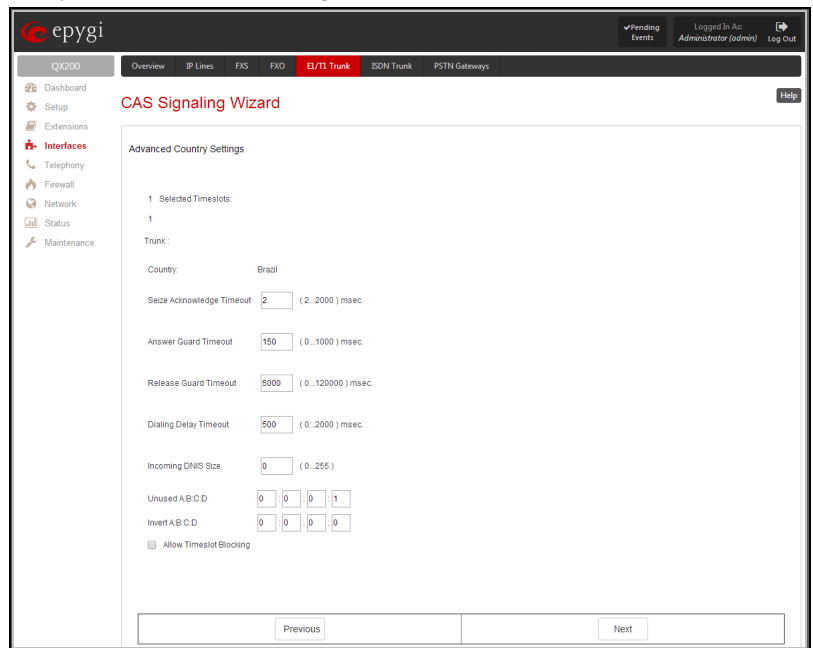 epygi
✔Pending Events
Logged In As: Administrator (admin)
Log Out
QX200
Overview IP Lines FXS FXO E1/T1 Trunk ISDN Trunk PSTN Gateways
Dashboard
Setup
Extensions
Interfaces
Telephony
Firewall
Network
Status
Maintenance
CAS Signaling Wizard
Help
Advanced Country Settings
1 Selected Timeslots:
1
Trunk :
Country: Brazil
Seize Acknowledge Timeout 2 ( 2...2000 ) msec.
Answer Guard Timeout 150 ( 0...1000 ) msec.
Release Guard Timeout 5000 ( 0...120000 ) msec.
Dialing Delay Timeout 500 ( 0...2000 ) msec.
Incoming DNIS Size 0 ( 0...255 )
Unused A:B:C:D 0 : 0 : 0 : 1
Invert A:B:C:D 0 : 0 : 0 : 0
Allow Timeslot Blocking
Previous Next